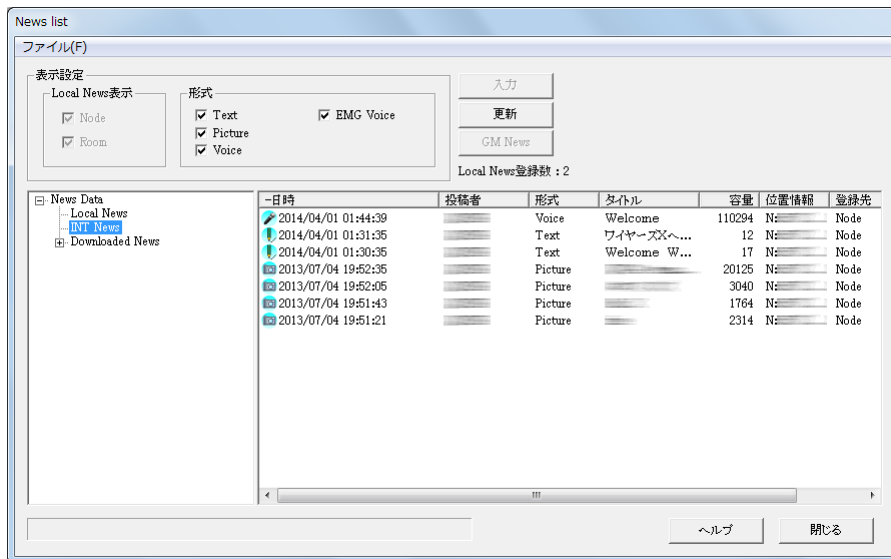 News list
ファイル(F)
表示設定
Local News表示
Node
Room
形式
Text
EMG Voice
Picture
Voice
入力
更新
GM News
Local News登録数：2
News Data
Local News
INT News
Downloaded News
-日時 投稿者 形式 タイトル 容量 位置情報 登録先
2014/04/01 01:44:39 Voice Welcome 110294 N: Node
2014/04/01 01:31:35 Text ワイヤーズXへ... 12 N: Node
2014/04/01 01:30:35 Text Welcome W... 17 N: Node
2013/07/04 19:52:35 Picture 20125 N: Node
2013/07/04 19:52:05 Picture 3040 N: Node
2013/07/04 19:51:43 Picture 1764 N: Node
2013/07/04 19:51:21 Picture 2314 N: Node
ヘルプ 閉じる